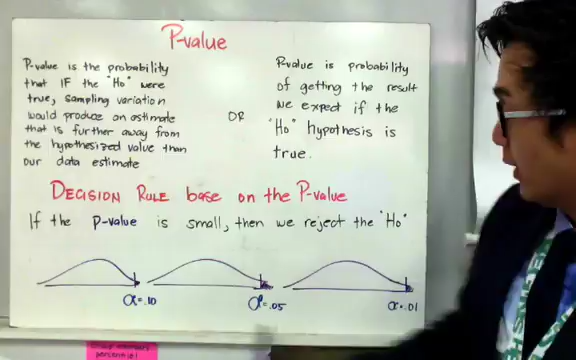 P-value
P-value is the probability
that IF the "Ho" were
true, sampling variation
would produce an astimate
that is further away from
the hypothesized value than
our data estimate
OR
P-value is probability
of getting the result
we expect if the
"Ho" hypothesis is
true.
DECISION RULE base on the P-value
If the p-value is small, then we reject the "Ho"
α=.10
α=.05
α=.01